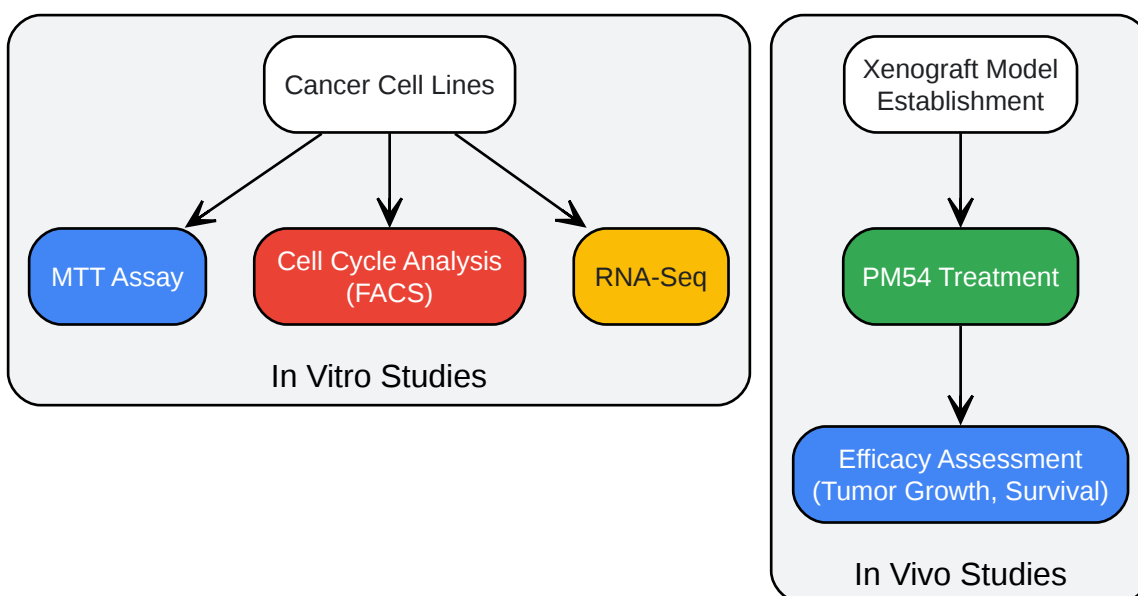 Cancer Cell Lines
MTT Assay
Cell Cycle Analysis
(FACS)
RNA-Seq
In Vitro Studies
Xenograft Model
Establishment
PM54 Treatment
Efficacy Assessment
(Tumor Growth, Survival)
In Vivo Studies